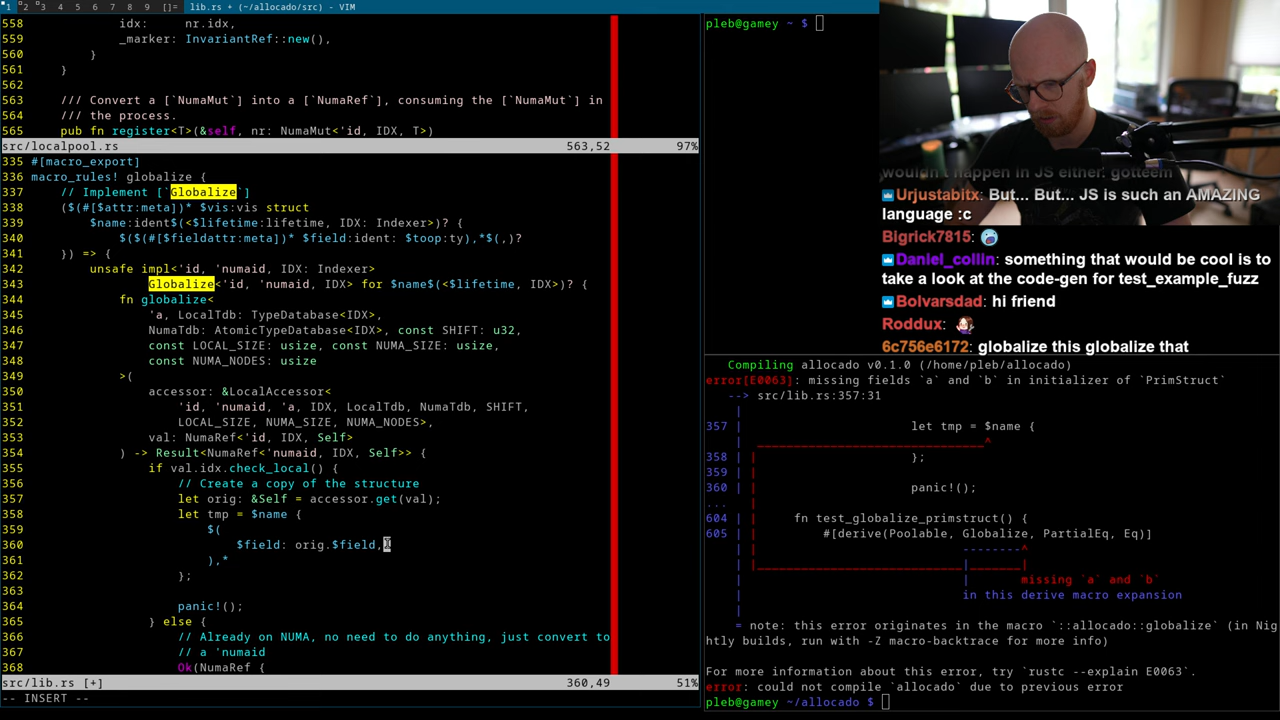 1 2 3 4 5 6 7 8 9 []= lib.rs + (~/allocado/src) - VIM
558 idx: nr.idx,
559 _marker: InvariantRef::new(),
560 }
561 }
562
563 /// Convert a [`NumaMut`] into a [`NumaRef`], consuming the [`NumaMut`] in
564 /// the process.
565 pub fn register<T>(&self, nr: NumaMut<'id, IDX, T>)
src/localpool.rs 563,52 97%
335 #[macro_export]
336 macro_rules! globalize {
337 // Implement [`Globalize`]
338 ($(#[$attr:meta])* $vis:vis struct
339 $name:ident$(<$lifetime:lifetime, IDX: Indexer>)? {
340 $($(#[$fieldattr:meta])* $field:ident: $toop:ty),*$(,)?
341 }) => {
342 unsafe impl<'id, 'numaid, IDX: Indexer>
343 Globalize<'id, 'numaid, IDX> for $name$(<$lifetime, IDX>)? {
344 fn globalize<
345 'a, LocalTdb: TypeDatabase<IDX>,
346 NumaTdb: AtomicTypeDatabase<IDX>, const SHIFT: u32,
347 const LOCAL_SIZE: usize, const NUMA_SIZE: usize,
348 const NUMA_NODES: usize
349 >(
350 accessor: &LocalAccessor<
351 'id, 'numaid, 'a, IDX, LocalTdb, NumaTdb, SHIFT,
352 LOCAL_SIZE, NUMA_SIZE, NUMA_NODES>,
353 val: NumaRef<'id, IDX, Self>
354 ) -> Result<NumaRef<'numaid, IDX, Self>> {
355 if val.idx.check_local() {
356 // Create a copy of the structure
357 let orig: &Self = accessor.get(val);
358 let tmp = $name {
359 $(
360 $field: orig.$field,
361 ),*
362 };
363
364 panic!();
365 } else {
366 // Already on NUMA, no need to do anything, just convert to
367 // a 'numaid
368 Ok(NumaRef {
src/lib.rs [+] 360,49 51%
-- INSERT --
pleb@gamey ~ $
wouldn't happen in JS either! gotteem
Urjustabitx: But... But... JS is such an AMAZING
language :c
Bigrick7815:
Daniel_collin: something that would be cool is to
take a look at the code-gen for test_example_fuzz
Bolvarsdad: hi friend
Roddux:
6c756e6172: globalize this globalize that
Compiling allocado v0.1.0 (/home/pleb/allocado)
error[E0063]: missing fields `a` and `b` in initializer of `PrimStruct`
--> src/lib.rs:357:31
|
357 | let tmp = $name {
| ______________________________^
358 | | };
359 | |
360 | | panic!();
... |
604 | | fn test_globalize_primstruct() {
605 | | #[derive(Poolable, Globalize, PartialEq, Eq)]
| | --------^
| |___________________________|_______|
| | missing `a` and `b`
| in this derive macro expansion
|
= note: this error originates in the macro `::allocado::globalize` (in Nig
htly builds, run with -Z macro-backtrace for more info)
For more information about this error, try `rustc --explain E0063`.
error: could not compile `allocado` due to previous error
pleb@gamey ~/allocado $